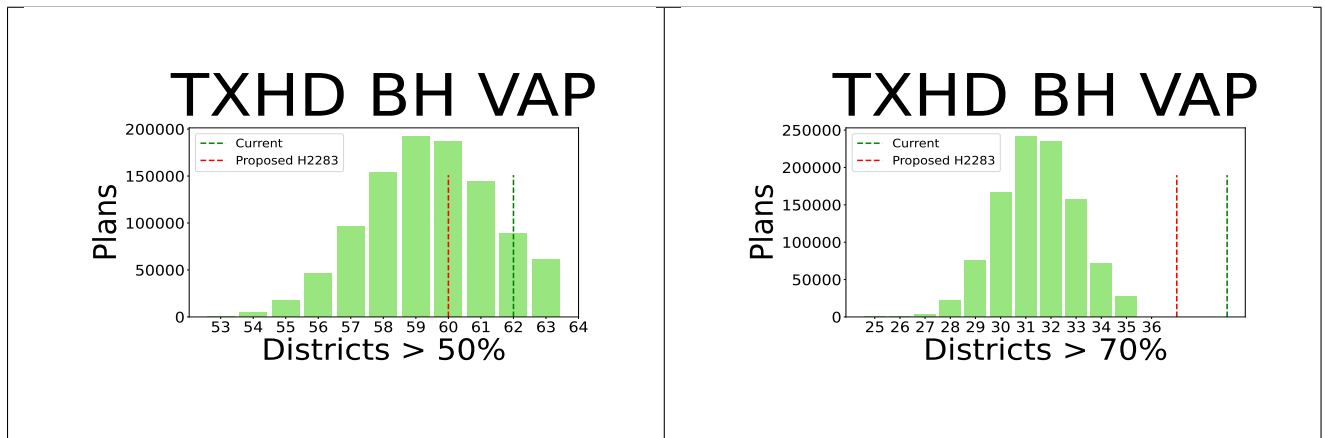 TXHD BH VAP
200000
150000
100000
50000
0
Plans
Current
Proposed H2283
53 54 55 56 57 58 59 60 61 62 63 64
Districts > 50%
TXHD BH VAP
250000
200000
150000
100000
50000
0
Plans
Current
Proposed H2283
25 26 27 28 29 30 31 32 33 34 35 36
Districts > 70%